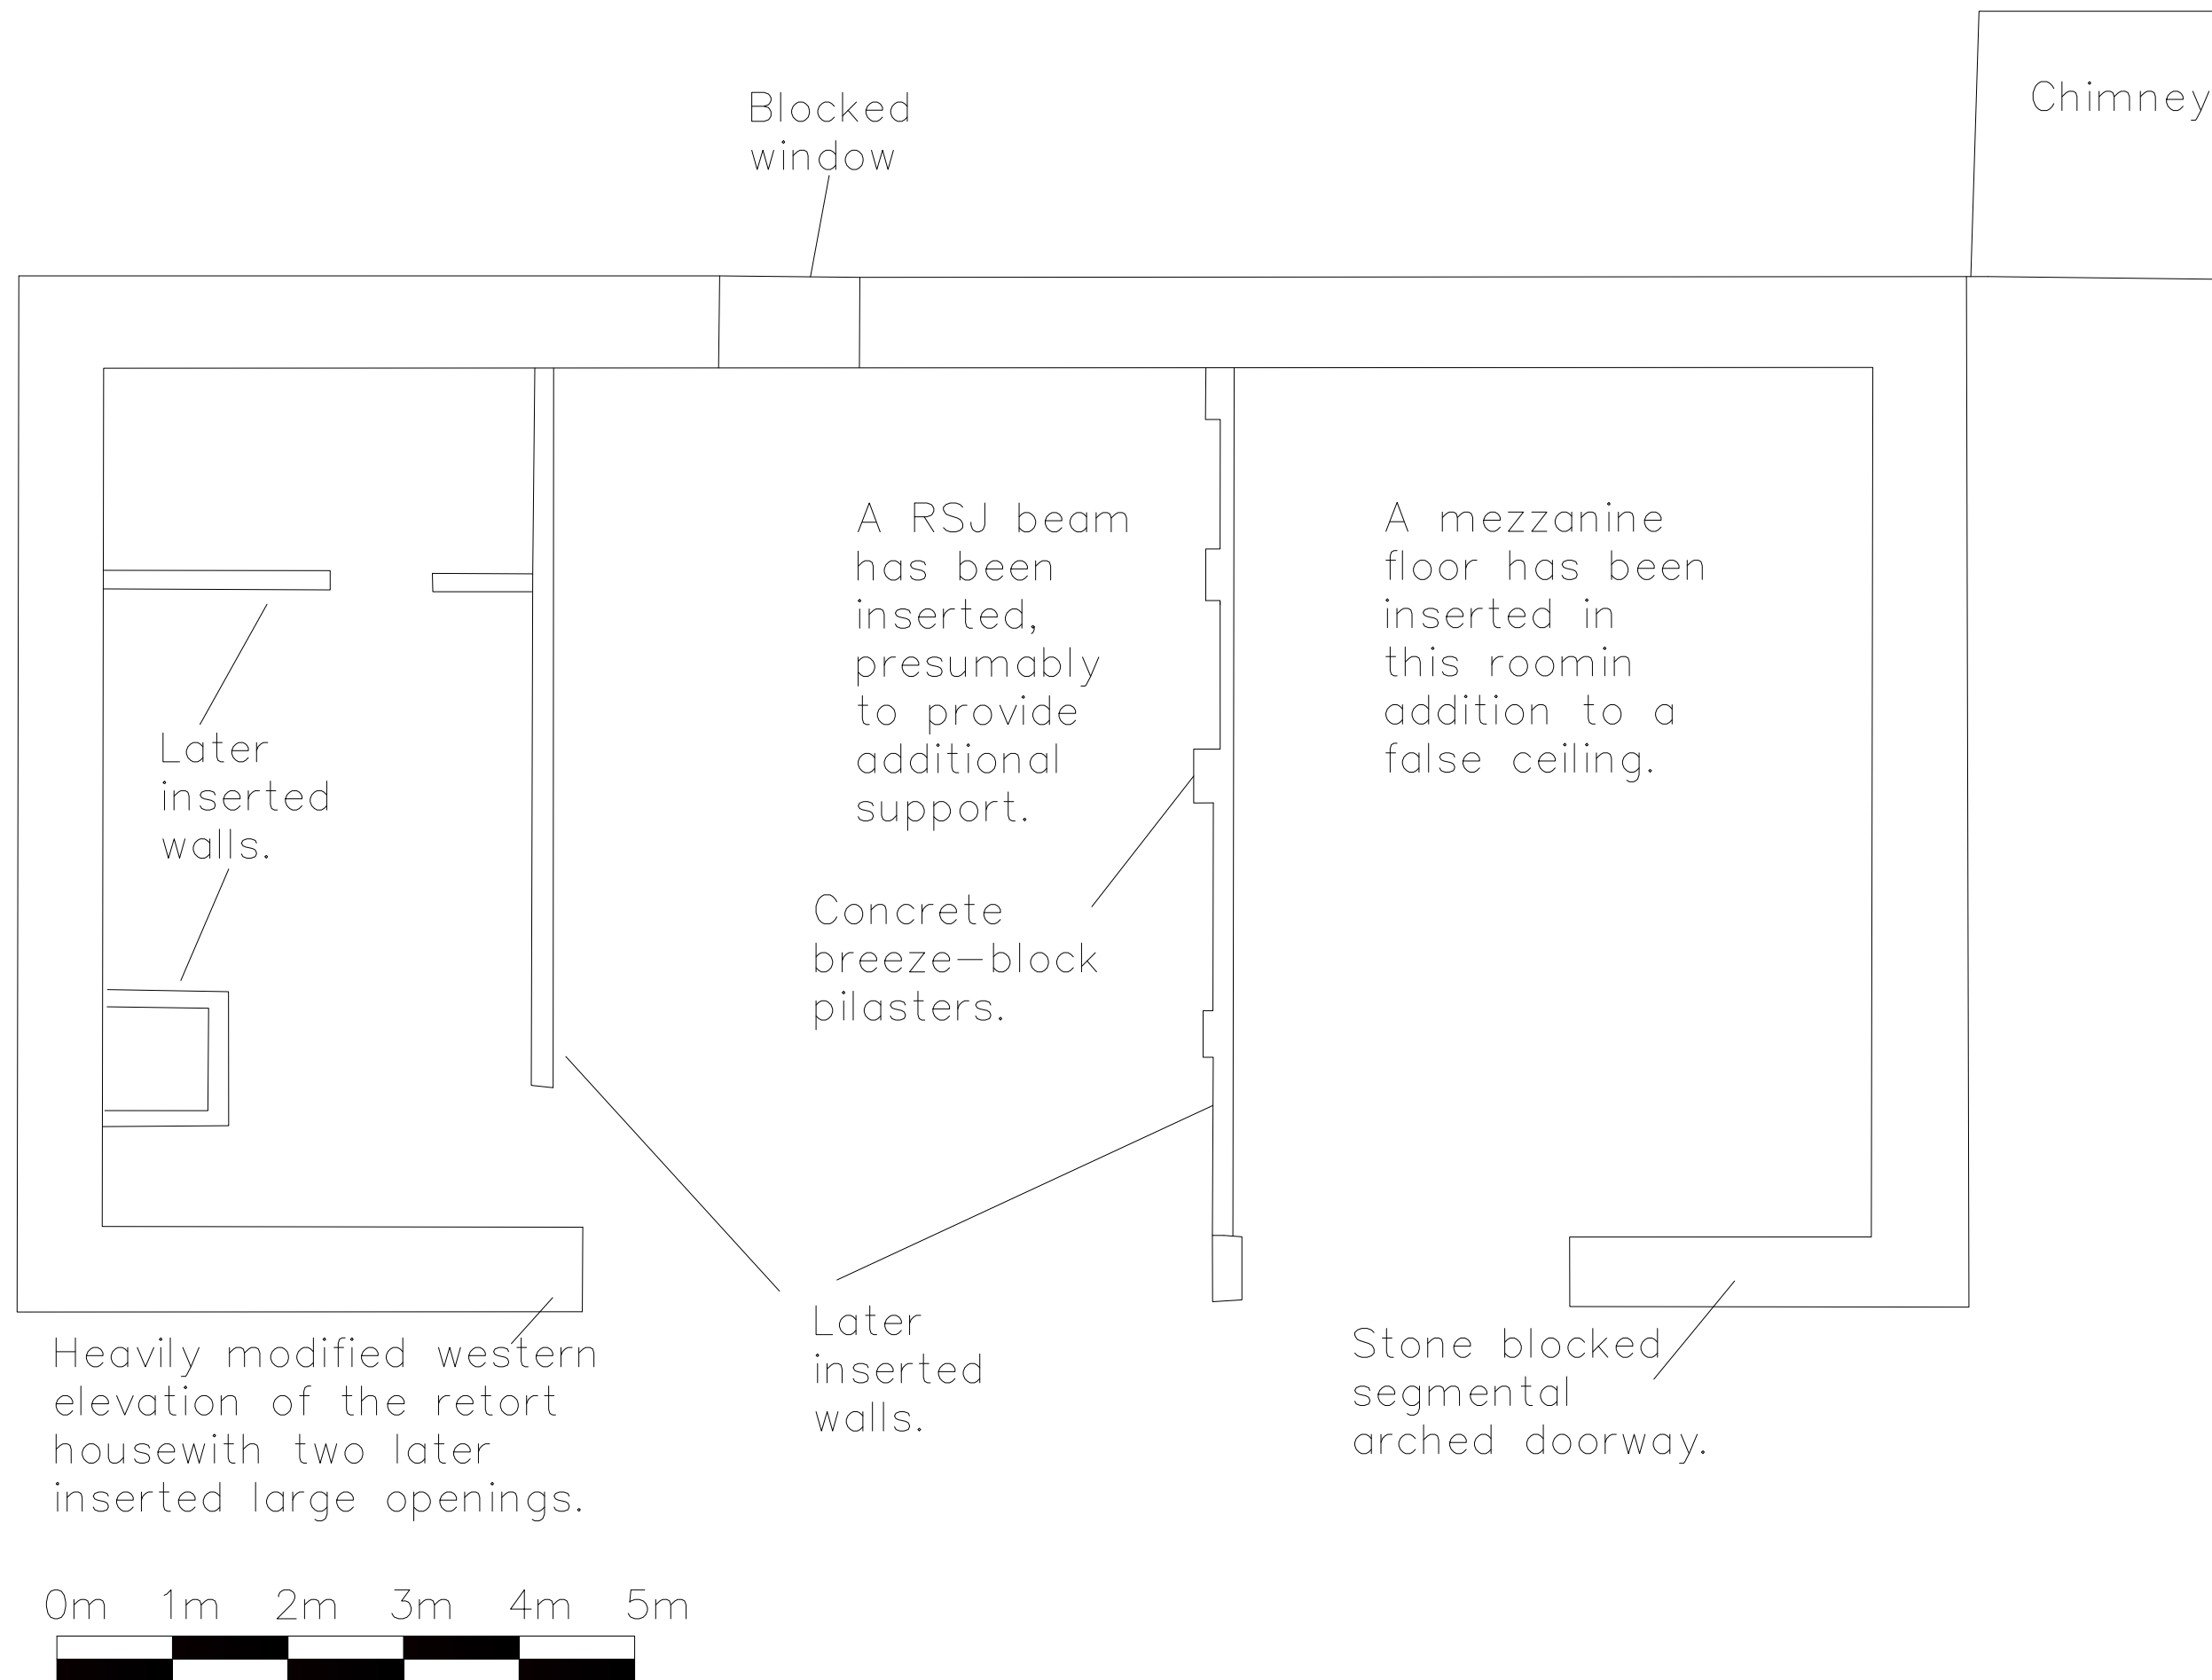 Chimney
Blocked
window
A RSJ beam
has been
inserted,
presumably
to provide
additional
support.
A mezzanine
floor has been
inserted in
this roomin
addition to a
false ceiling.
Later
inserted
walls.
Concrete
breeze-block
pilasters.
Later
inserted
walls.
Heavily modified western
elevation of the retort
housewith two later
inserted large openings.
Stone blocked
segmental
arched doorway.
0m 1m 2m 3m 4m 5m